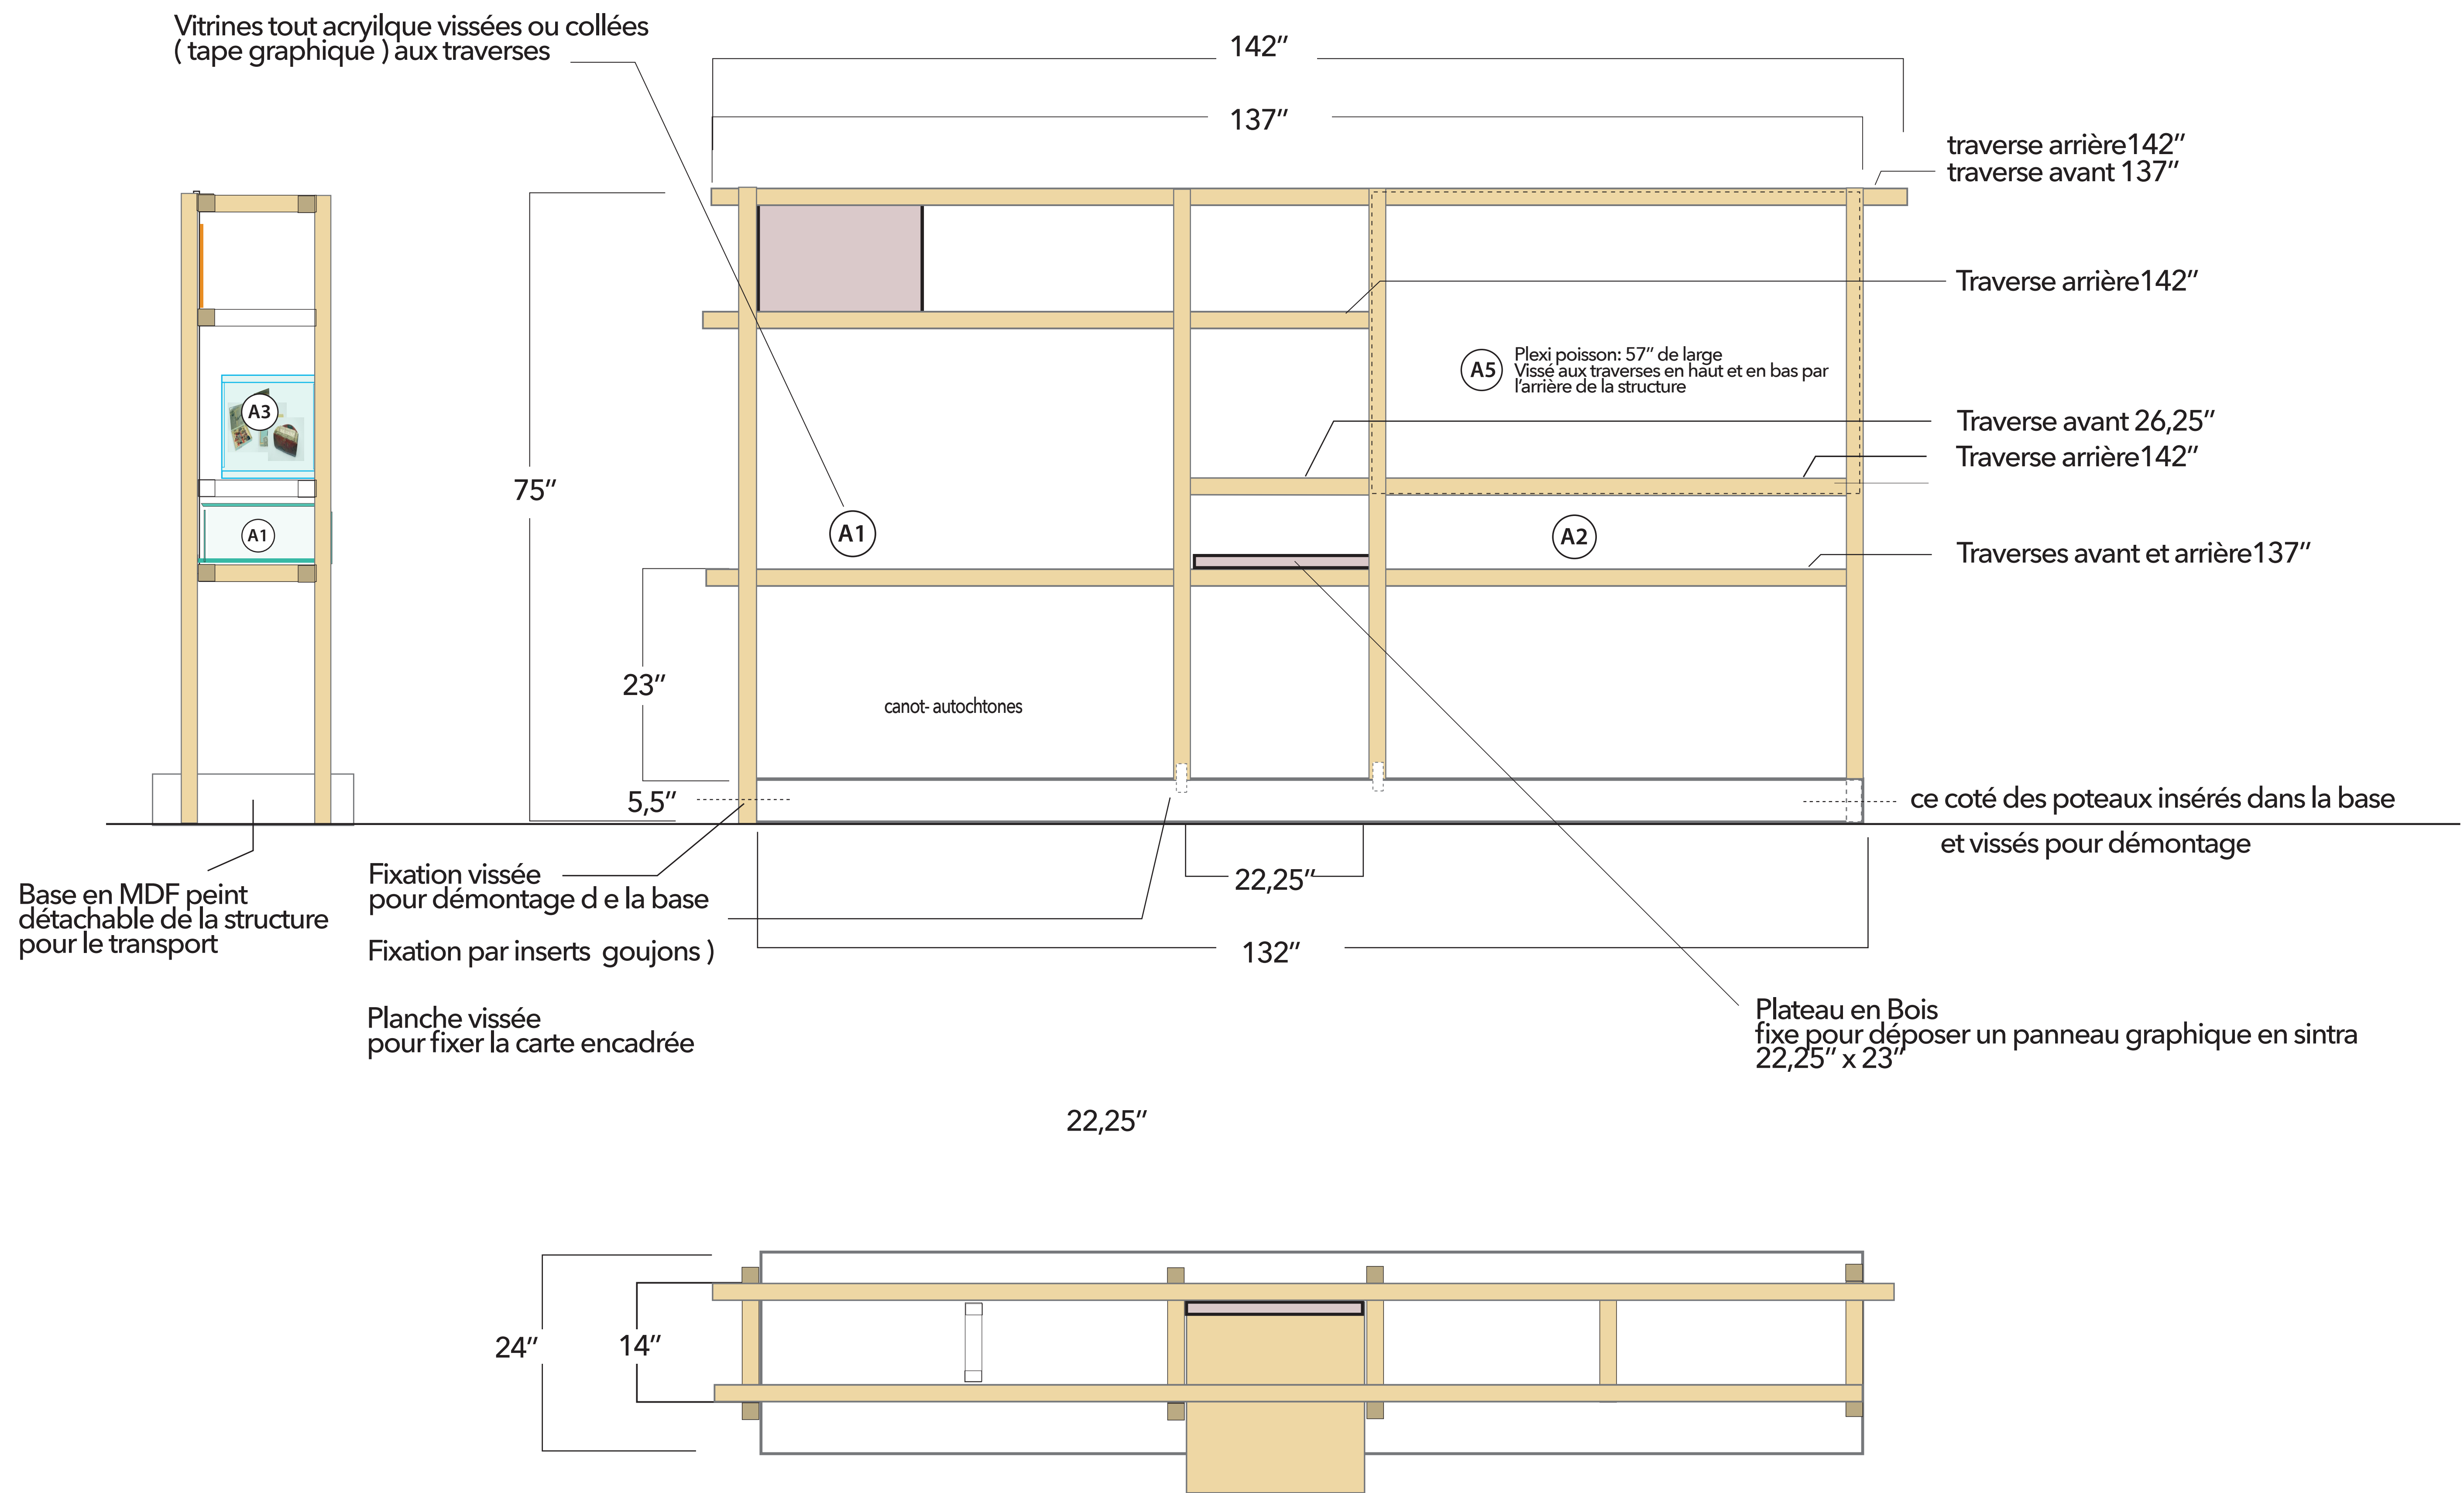 Vitrines tout acryilque vissées ou collées
( tape graphique ) aux traverses
142"
137"
traverse arrière142"
traverse avant 137"
Traverse arrière142"
A5
Plexi poisson: 57" de large
Vissé aux traverses en haut et en bas par
l'arrière de la structure
A3
Traverse avant 26,25"
Traverse arrière142"
75"
A1
A1
A2
Traverses avant et arrière137"
23"
canot- autochtones
5,5"
ce coté des poteaux insérés dans la base
et vissés pour démontage
Base en MDF peint
détachable de la structure
pour le transport
Fixation vissée
pour démontage d e la base
22,25"
Fixation par inserts  goujons )
132"
Planche vissée
pour fixer la carte encadrée
Plateau en Bois
fixe pour déposer un panneau graphique en sintra
22,25" x 23"
22,25"
24"
14"